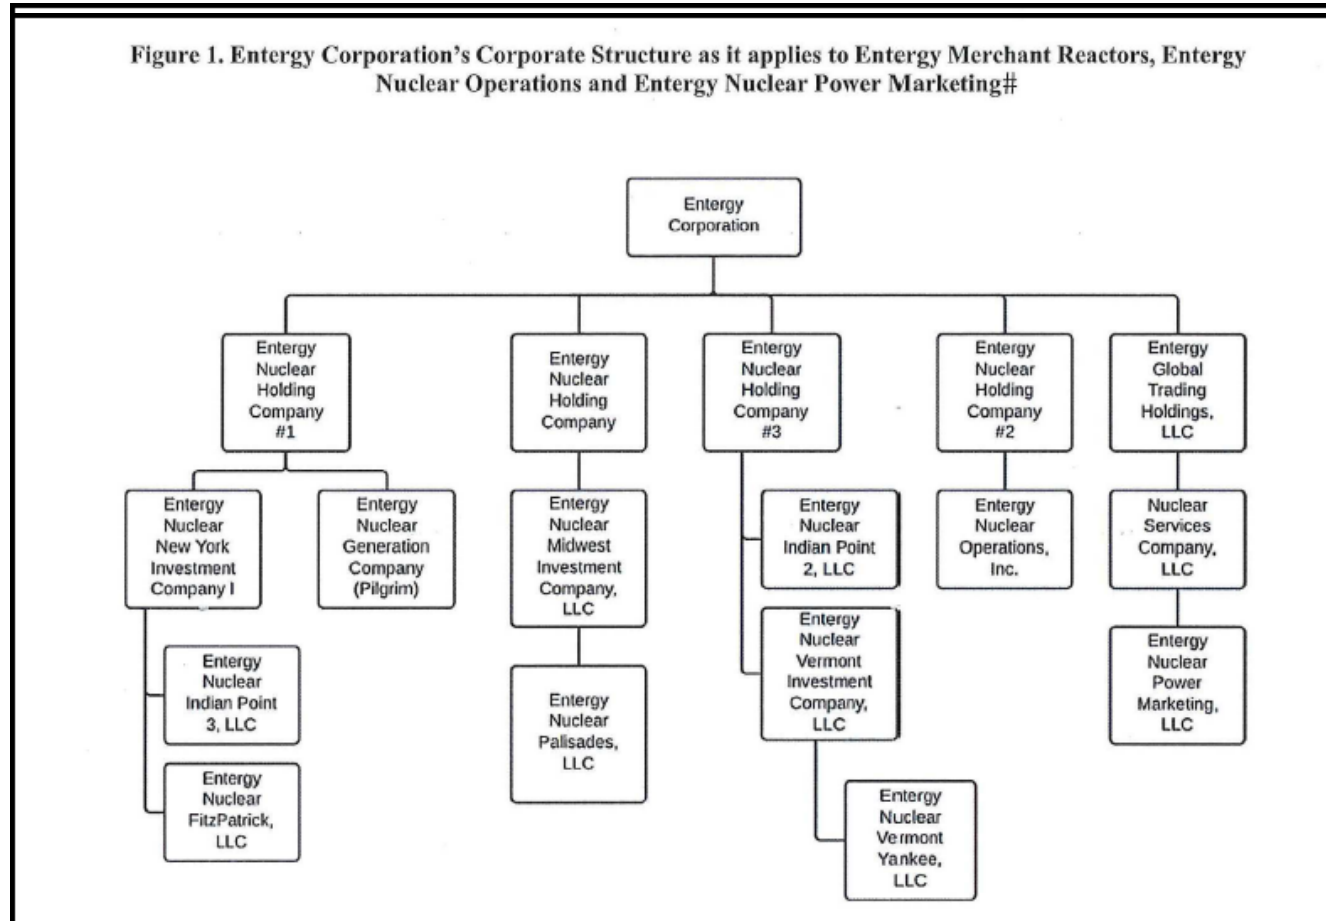 Figure 1. Entergy Corporation's Corporate Structure as it applies to Entergy Merchant Reactors, Entergy
Nuclear Operations and Entergy Nuclear Power Marketing#
Entergy
Corporation
Entergy
Nuclear
Holding
Company
#1
Entergy
Nuclear
Holding
Company
Entergy
Nuclear
Holding
Company
#3
Entergy
Nuclear
Holding
Company
#2
Entergy
Global
Trading
Holdings,
LLC
Entergy
Nuclear
New York
Investment
Company I
Entergy
Nuclear
Generation
Company
(Pilgrim)
Entergy
Nuclear
Midwest
Investment
Company,
LLC
Entergy
Nuclear
Indian Point
2, LLC
Entergy
Nuclear
Operations,
Inc.
Nuclear
Services
Company,
LLC
Entergy
Nuclear
Indian Point
3, LLC
Entergy
Nuclear
Palisades,
LLC
Entergy
Nuclear
Vermont
Investment
Company,
LLC
Entergy
Nuclear
Power
Marketing,
LLC
Entergy
Nuclear
FitzPatrick,
LLC
Entergy
Nuclear
Vermont
Yankee,
LLC